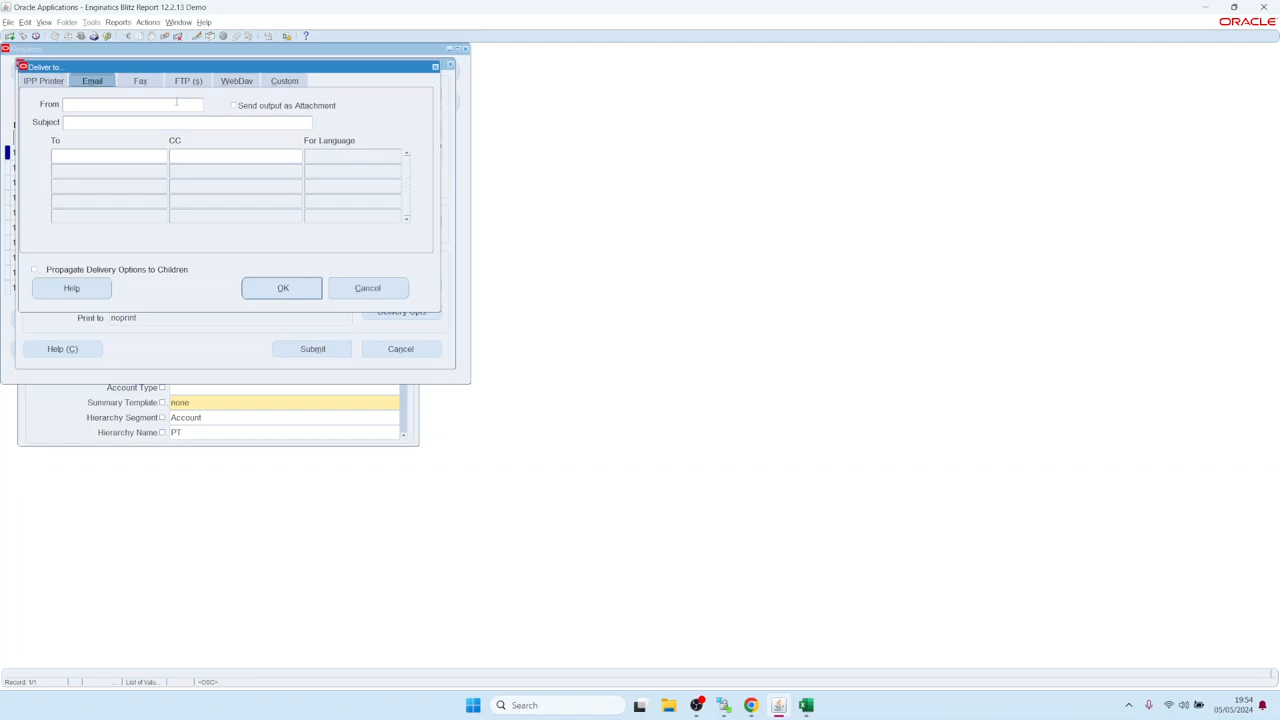 Oracle Applications - Enginatics Blitz Report 12.2.13 Demo
File Edit View Folder Tools Reports Actions Window Help
ORACLE
Requests
Deliver to...
IPP Printer Email Fax FTP (s) WebDav Custom
From
Send output as Attachment
Subject
To CC For Language
Propagate Delivery Options to Children
Help OK Cancel
Delivery Opts
Print to noprint
Help (C) Submit Cancel
Account Type
Summary Template none
Hierarchy Segment Account
Hierarchy Name PT
Record: 1/1 ... List of Valu... <OSC>
Search
19:54
05/05/2024